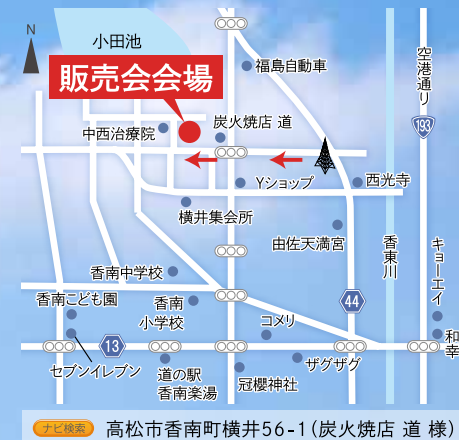 N
小田池
福島自動車
空港通り
販売会会場
193
中西治療院
炭火焼店 道
Yショップ
西光寺
横井集会所
由佐天満宮
香東川
キョーエイ
香南中学校
香南こども園
香南
小学校
44
コメリ
和幸
13
セブンイレブン
道の駅
香南楽湯
冠櫻神社
ザグザグ
ナビ検索
高松市香南町横井56-1(炭火焼店 道 様)